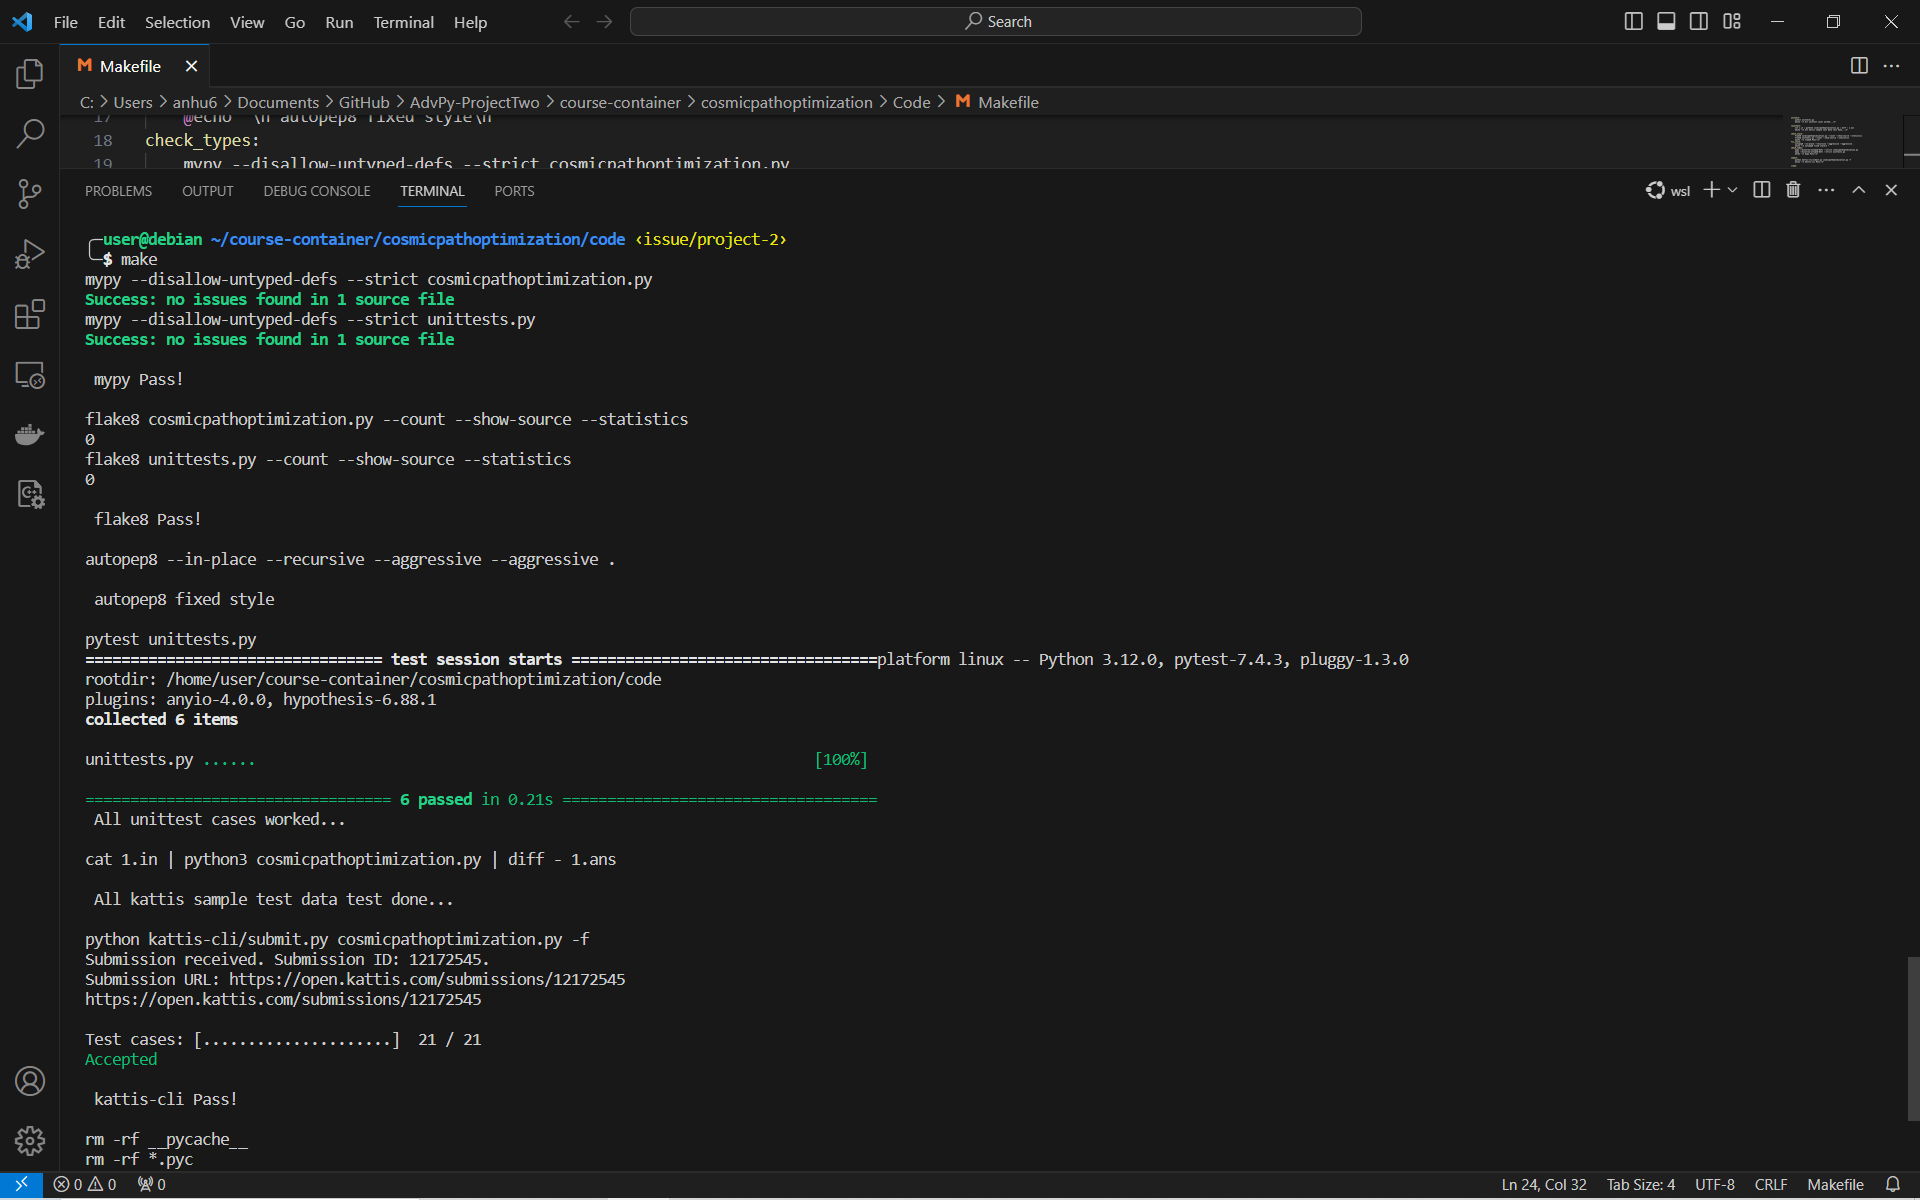 File Edit Selection View Go Run Terminal Help Search
Makefile
C: > Users > anhu6 > Documents > GitHub > AdvPy-ProjectTwo > course-container > cosmicpathoptimization > Code > Makefile
17 @echo "\n autopep8 fixed style\n"
18 check_types:
19 mypy --disallow-untyped-defs --strict cosmicpathoptimization.py
PROBLEMS OUTPUT DEBUG CONSOLE TERMINAL PORTS wsl
user@debian ~/course-container/cosmicpathoptimization/code ‹issue/project-2›
$ make
mypy --disallow-untyped-defs --strict cosmicpathoptimization.py
Success: no issues found in 1 source file
mypy --disallow-untyped-defs --strict unittests.py
Success: no issues found in 1 source file
mypy Pass!
flake8 cosmicpathoptimization.py --count --show-source --statistics
0
flake8 unittests.py --count --show-source --statistics
0
flake8 Pass!
autopep8 --in-place --recursive --aggressive --aggressive .
autopep8 fixed style
pytest unittests.py
================================= test session starts ==================================platform linux -- Python 3.12.0, pytest-7.4.3, pluggy-1.3.0
rootdir: /home/user/course-container/cosmicpathoptimization/code
plugins: anyio-4.0.0, hypothesis-6.88.1
collected 6 items
unittests.py ...... [100%]
================================== 6 passed in 0.21s ===================================
All unittest cases worked...
cat 1.in | python3 cosmicpathoptimization.py | diff - 1.ans
All kattis sample test data test done...
python kattis-cli/submit.py cosmicpathoptimization.py -f
Submission received. Submission ID: 12172545.
Submission URL: https://open.kattis.com/submissions/12172545
https://open.kattis.com/submissions/12172545
Test cases: [.....................] 21 / 21
Accepted
kattis-cli Pass!
rm -rf __pycache__
rm -rf *.pyc
0 0 0 Ln 24, Col 32 Tab Size: 4 UTF-8 CRLF Makefile